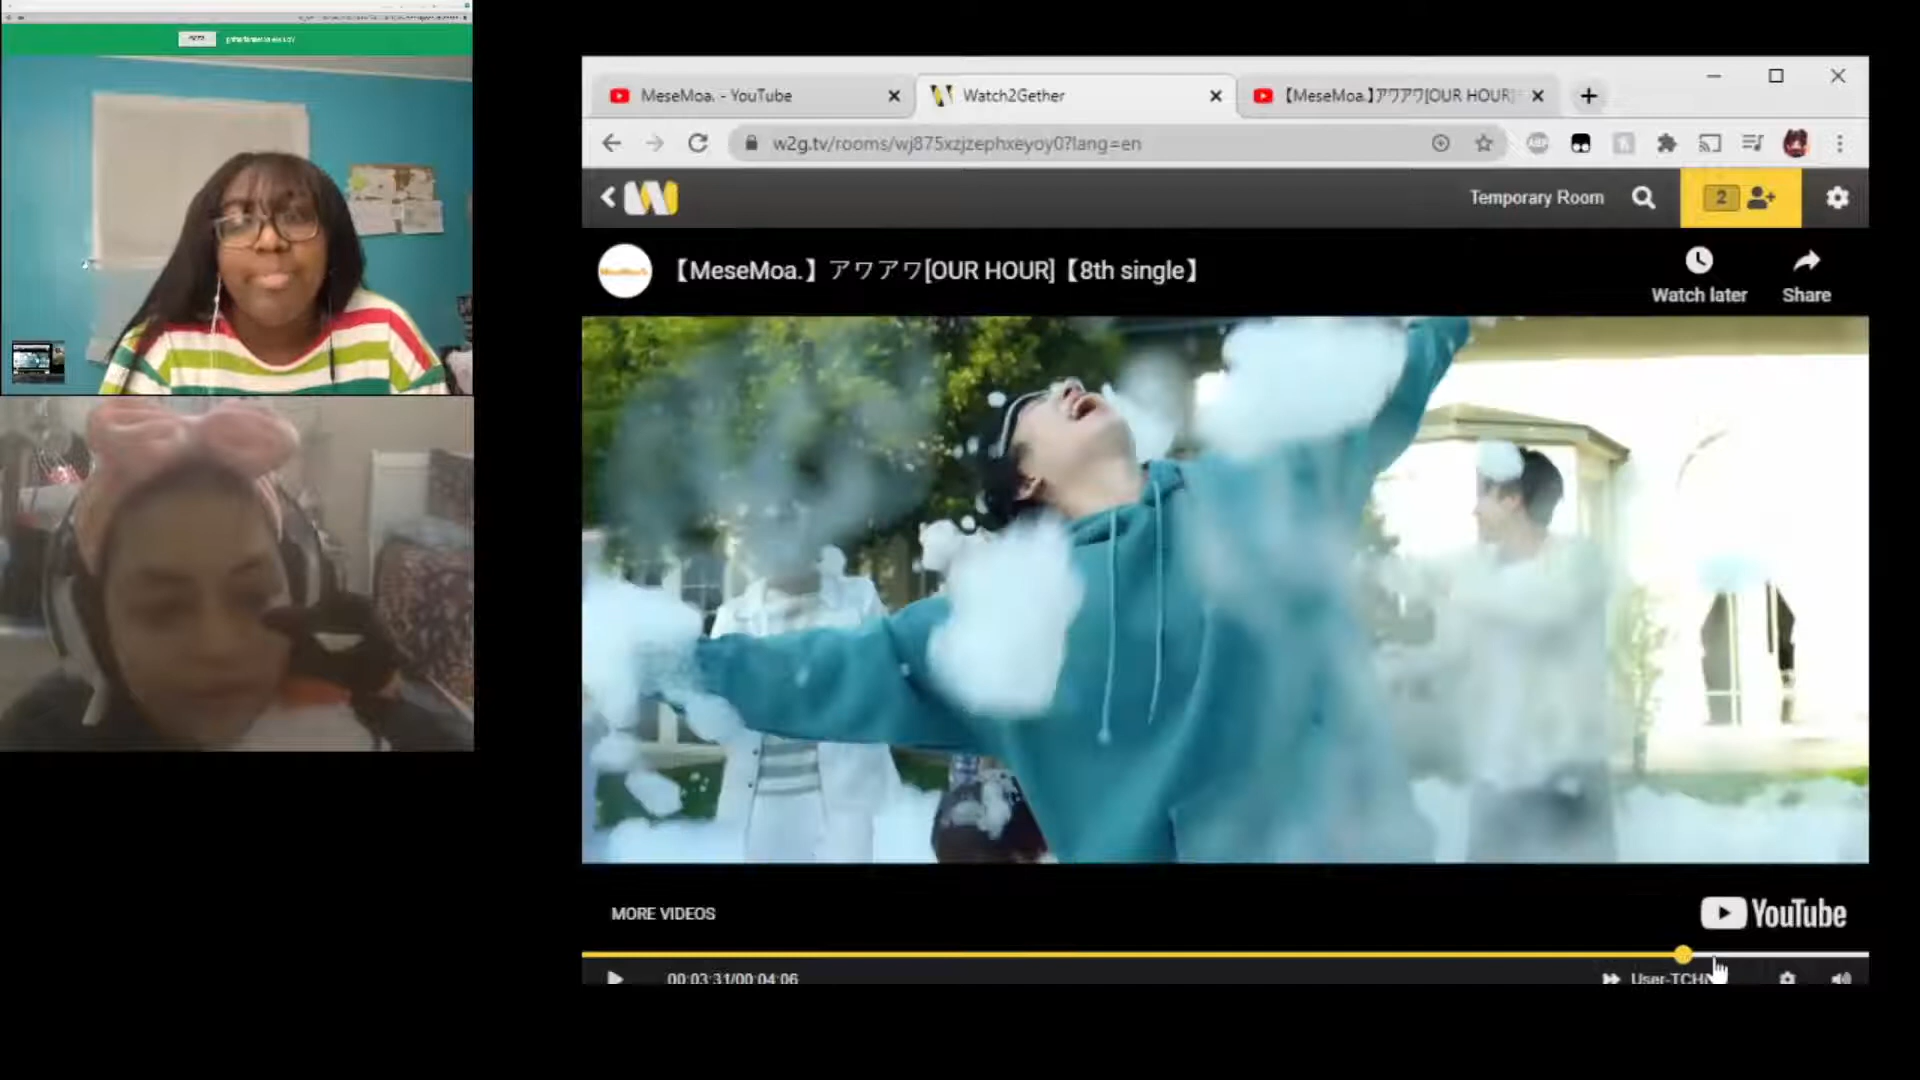 MeseMoa. - YouTube
Watch2Gether
【MeseMoa.】アワアワ[OUR HOUR]
w2g.tv/rooms/wj875xzjzephxeyoy0?lang=en
Temporary Room
2
【MeseMoa.】アワアワ[OUR HOUR]【8th single】
Watch later
Share
MORE VIDEOS
YouTube
00:03:31/00:04:06
User-TCH